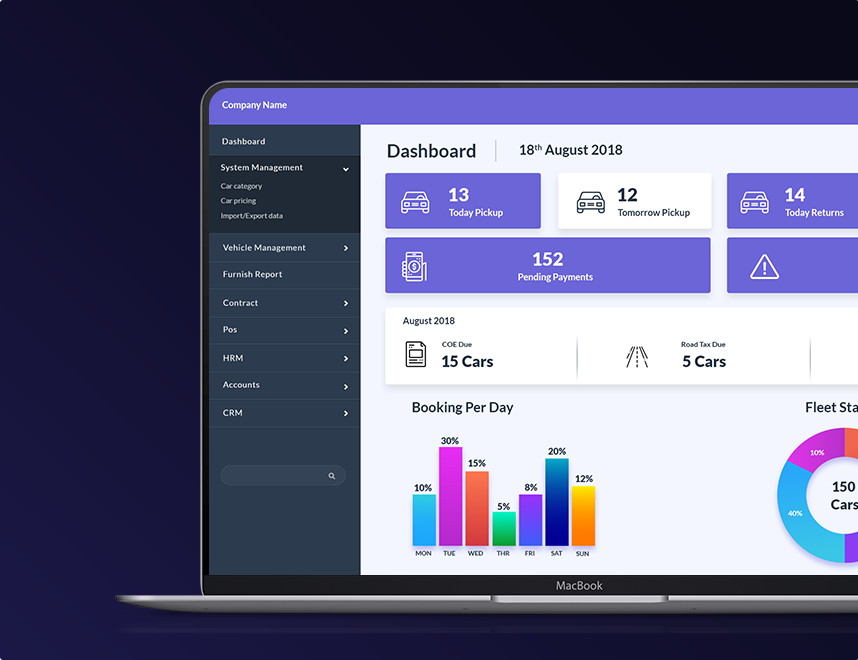 Company Name
Dashboard
System Management
Car category
Car pricing
Import/Export data
Vehicle Management
Furnish Report
Contract
Pos
HRM
Accounts
CRM
Dashboard
18th August 2018
13
Today Pickup
12
Tomorrow Pickup
14
Today Returns
152
Pending Payments
August 2018
COE Due
15 Cars
Road Tax Due
5 Cars
Booking Per Day
10%
30%
15%
5%
8%
20%
12%
MON TUE WED THR FRI SAT SUN
Fleet Sta
10%
40%
150
Cars
MacBook